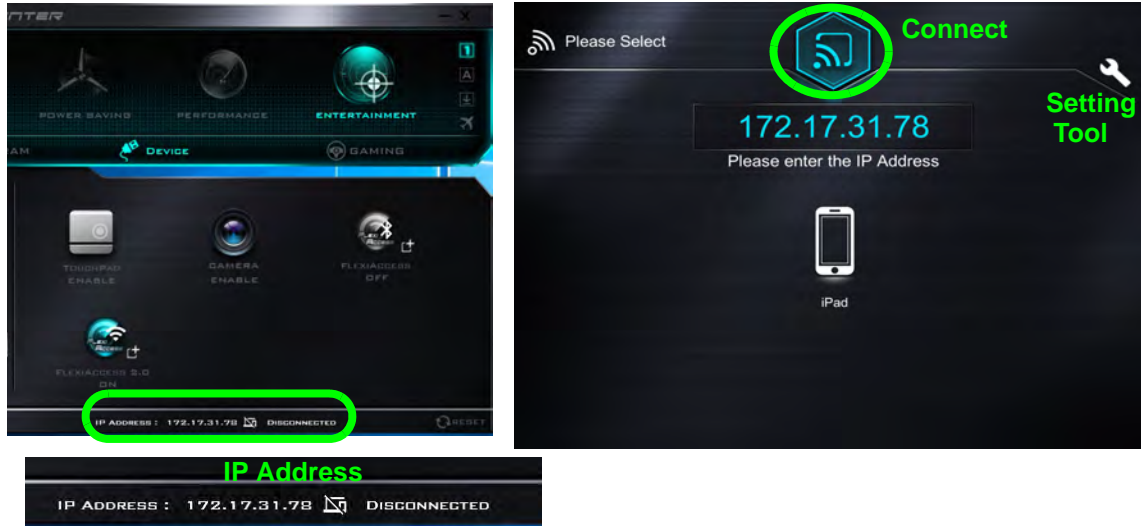 NTER
POWER SAVING
PERFORMANCE
ENTERTAINMENT
1
A
AM
DEVICE
GAMING
TOUCHPAD
ENABLE
CAMERA
ENABLE
FLEXIACCESS
OFF
FLEXIACCESS 2.0
ON
IP ADDRESS : 172.17.31.78 DISCONNECTED
RESET
Please Select
Connect
Setting
Tool
172.17.31.78
Please enter the IP Address
iPad
IP Address
IP ADDRESS : 172.17.31.78 DISCONNECTED